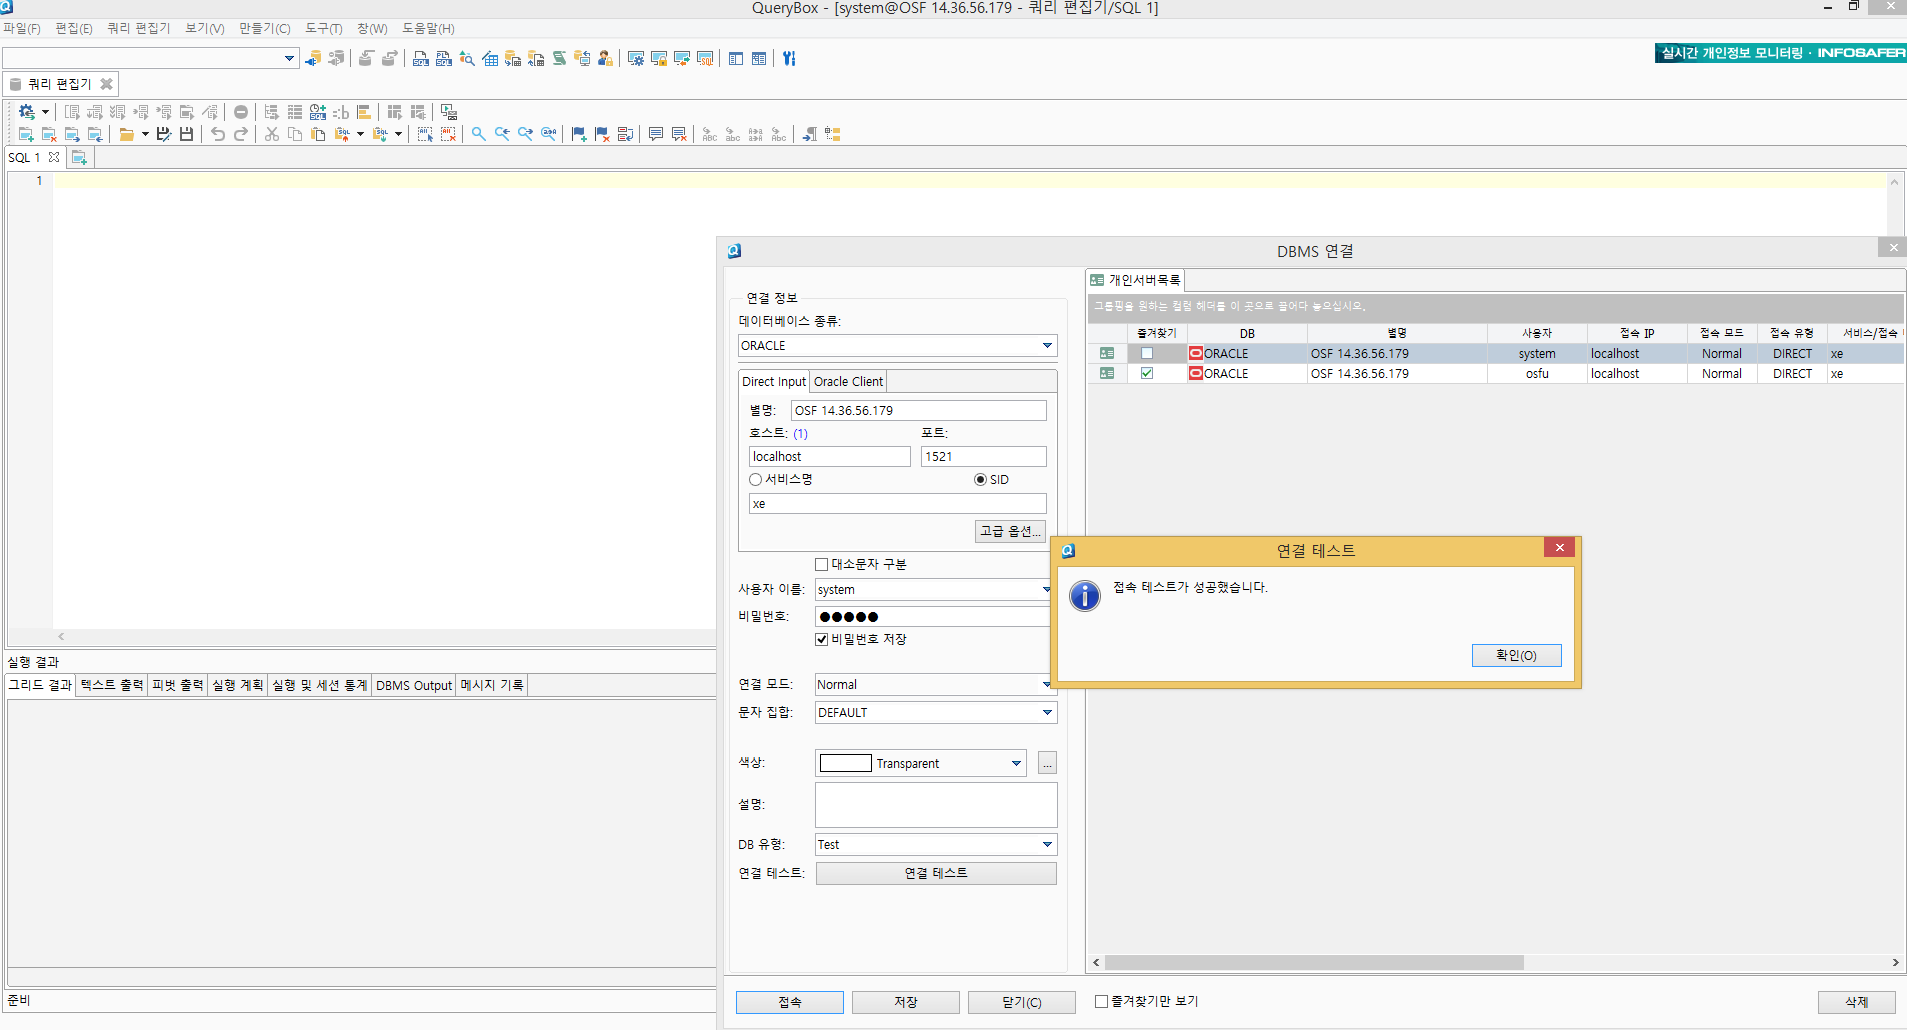 QueryBox - [system@OSF 14.36.56.179 - 쿼리 편집기/SQL 1]
파일(F) 편집(E) 쿼리 편집기 보기(V) 만들기(C) 도구(T) 창(W) 도움말(H)
실시간 개인정보 모니터링 · INFOSAFER
쿼리 편집기
SQL 1
1
DBMS 연결
연결 정보
데이터베이스 종류:
ORACLE
Direct Input Oracle Client
별명: OSF 14.36.56.179
호스트: (1) 포트:
localhost 1521
서비스명 SID
xe
고급 옵션...
대소문자 구분
사용자 이름: system
비밀번호: ●●●●●
비밀번호 저장
연결 모드: Normal
문자 집합: DEFAULT
색상: Transparent ...
설명:
DB 유형: Test
연결 테스트: 연결 테스트
접속 저장 닫기(C) 즐겨찾기만 보기 삭제
개인서버목록
그룹핑을 원하는 컬럼 헤더를 이 곳으로 끌어다 놓으십시오.
즐겨찾기 DB 별명 사용자 접속 IP 접속 모드 접속 유형 서비스/접속
ORACLE OSF 14.36.56.179 system localhost Normal DIRECT xe
ORACLE OSF 14.36.56.179 osfu localhost Normal DIRECT xe
연결 테스트
접속 테스트가 성공했습니다.
확인(O)
실행 결과
그리드 결과 텍스트 출력 피벗 출력 실행 계획 실행 및 세션 통계 DBMS Output 메시지 기록
준비